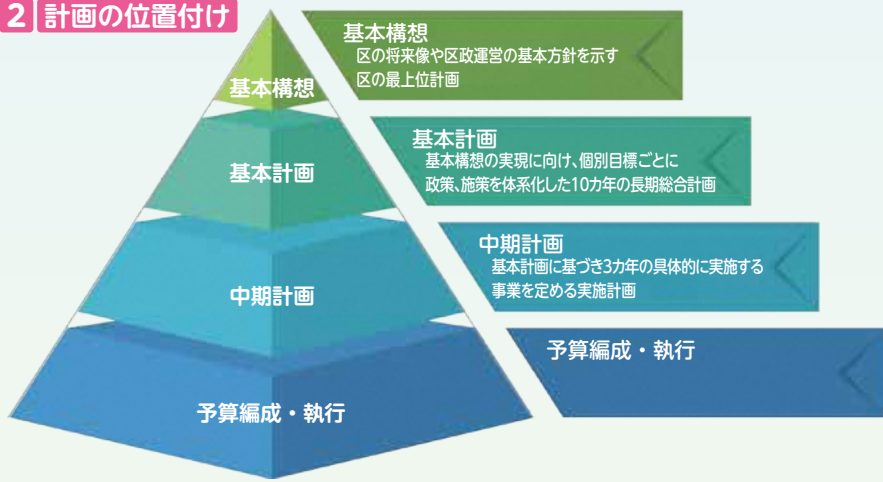 2 計画の位置付け
基本構想
基本計画
中期計画
予算編成・執行
基本構想
区の将来像や区政運営の基本方針を示す
区の最上位計画
基本計画
基本構想の実現に向け、個別目標ごとに
政策、施策を体系化した10カ年の長期総合計画
中期計画
基本計画に基づき3カ年の具体的に実施する
事業を定める実施計画
予算編成・執行